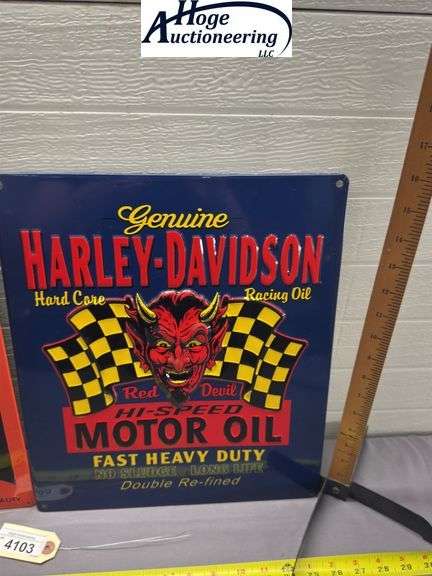 Hoge
Auctioneering
LLC
Genuine
HARLEY-DAVIDSON
Hard Core
Racing Oil
Red Devil
HI-SPEED
MOTOR OIL
FAST HEAVY DUTY
NO SLUDGE - LONG LIFE
Double Re-fined
4103